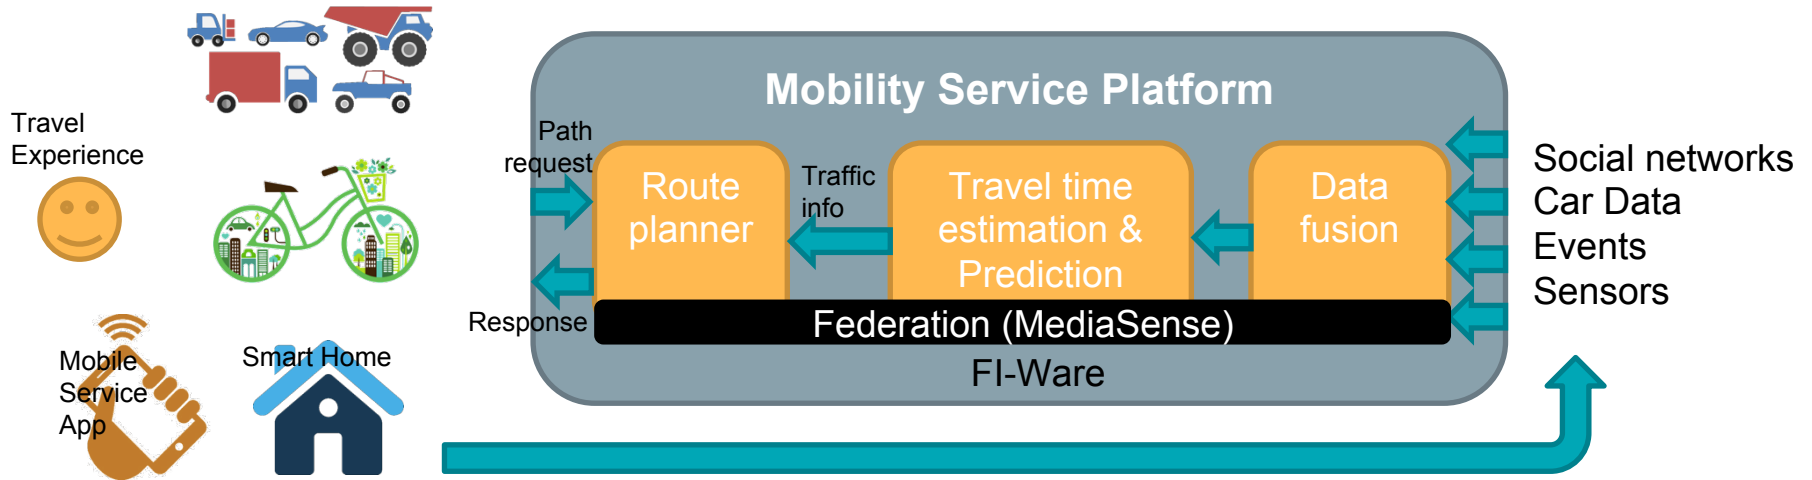 Travel
Experience
Mobile
Service
App
Smart Home
Mobility Service Platform
Path
request
Response
Route
planner
Traffic
info
Travel time
estimation &
Prediction
Data
fusion
Federation (MediaSense)
FI-Ware
Social networks
Car Data
Events
Sensors